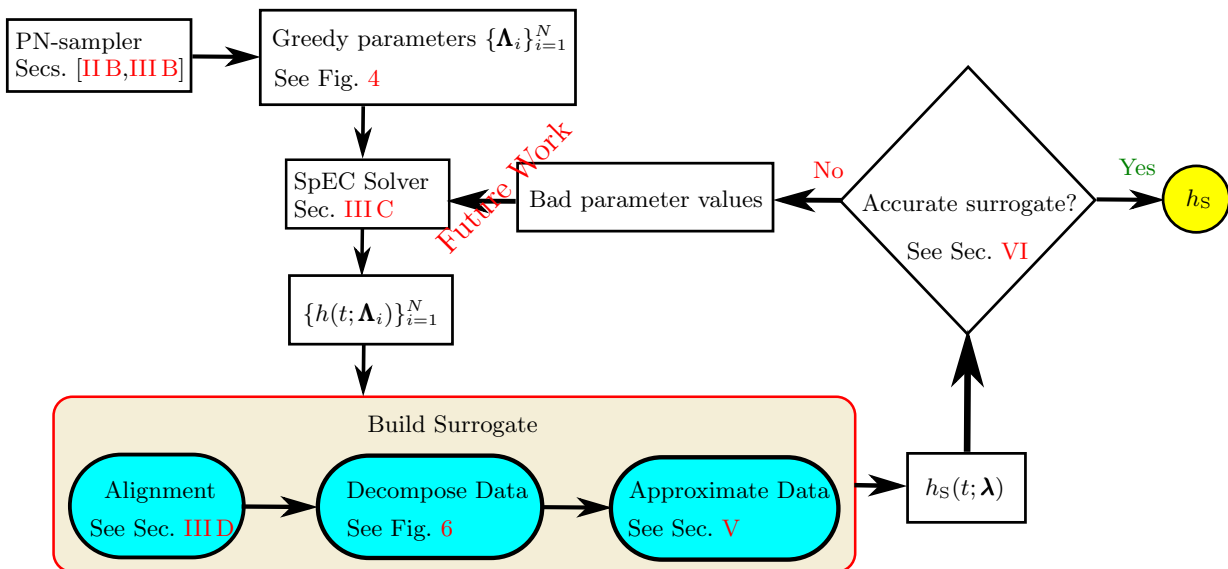 PN-sampler
Secs. [II B,III B]
Greedy parameters {Λ_i}_{i=1}^N
See Fig. 4
SpEC Solver
Sec. III C
Future Work
Bad parameter values
No
Accurate surrogate?
See Sec. VI
Yes
h_S
{h(t; Λ_i)}_{i=1}^N
Build Surrogate
Alignment
See Sec. III D
Decompose Data
See Fig. 6
Approximate Data
See Sec. V
h_S(t; λ)